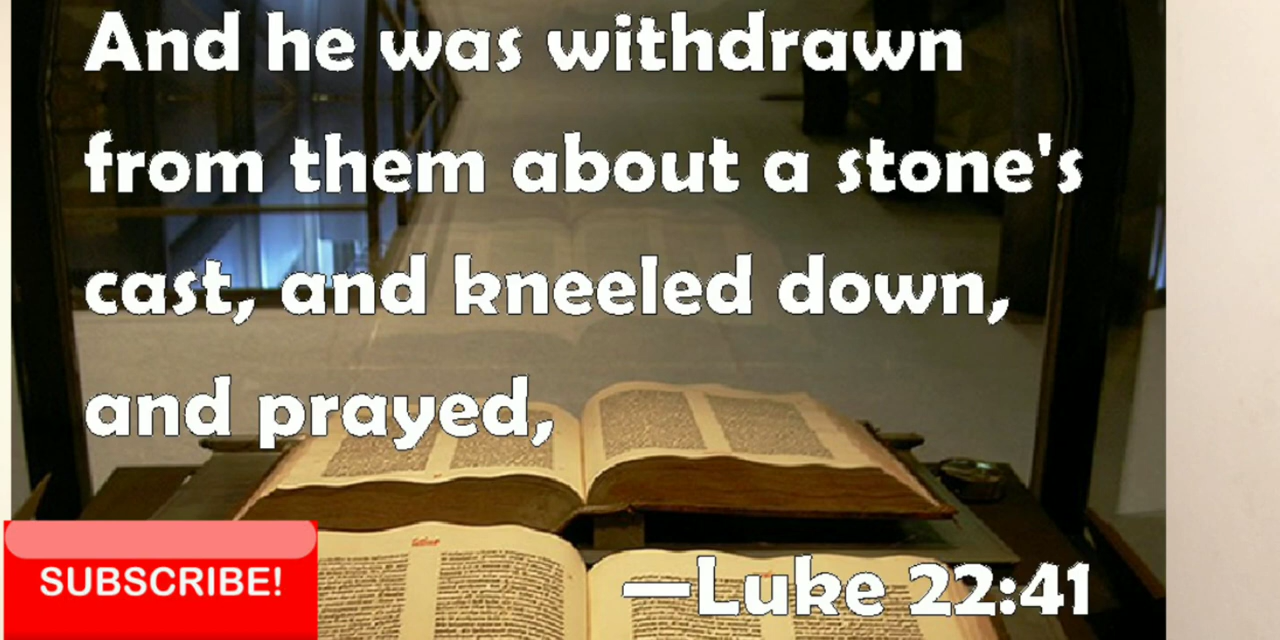 And he was withdrawn
from them about a stone's
cast, and kneeled down,
and prayed,
—Luke 22:41
SUBSCRIBE!